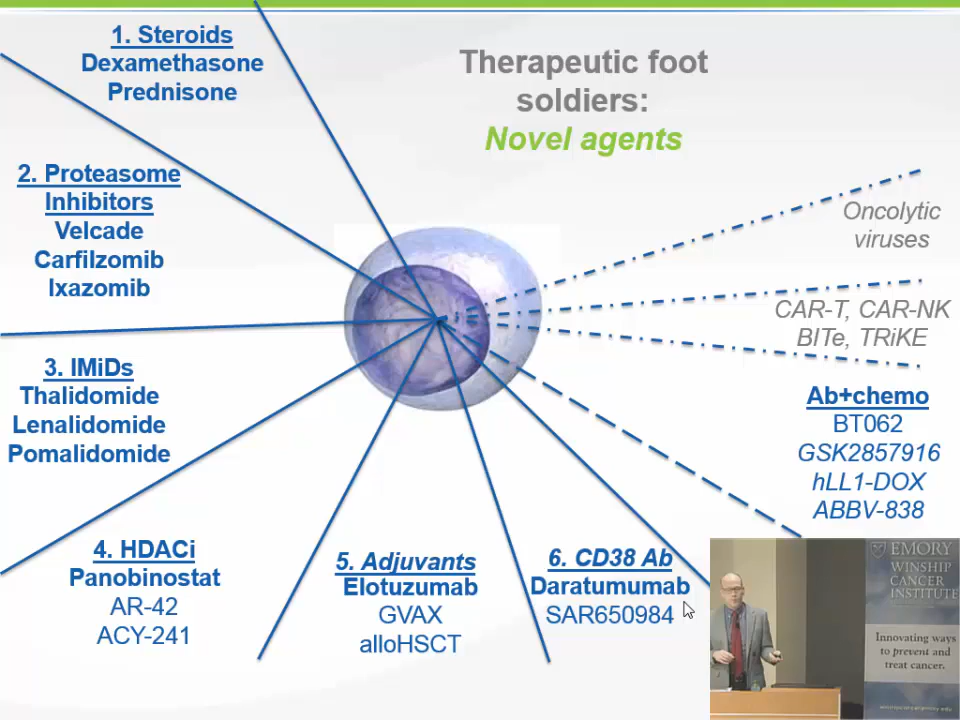 1. Steroids
Dexamethasone
Prednisone
Therapeutic foot
soldiers:
Novel agents
2. Proteasome
Inhibitors
Velcade
Carfilzomib
Ixazomib
Oncolytic
viruses
CAR-T, CAR-NK
BiTe, TRiKE
3. IMiDs
Thalidomide
Lenalidomide
Pomalidomide
Ab+chemo
BT062
GSK2857916
hLL1-DOX
ABBV-838
4. HDACi
Panobinostat
AR-42
ACY-241
5. Adjuvants
Elotuzumab
GVAX
alloHSCT
6. CD38 Ab
Daratumumab
SAR650984
EMORY
WINSHIP
CANCER
INSTITUTE
Innovating ways
to prevent and
treat cancer.